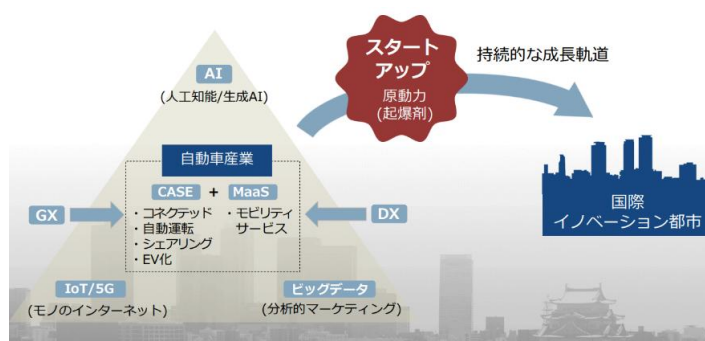 AI
(人工知能/生成AI)
スタート
アップ
原動力
(起爆剤)
持続的な成長軌道
自動車産業
CASE + MaaS
・コネクテッド
・自動運転
・シェアリング
・EV化
・モビリティ
サービス
GX
DX
国際
イノベーション都市
IoT/5G
(モノのインターネット)
ビッグデータ
(分析的マーケティング)